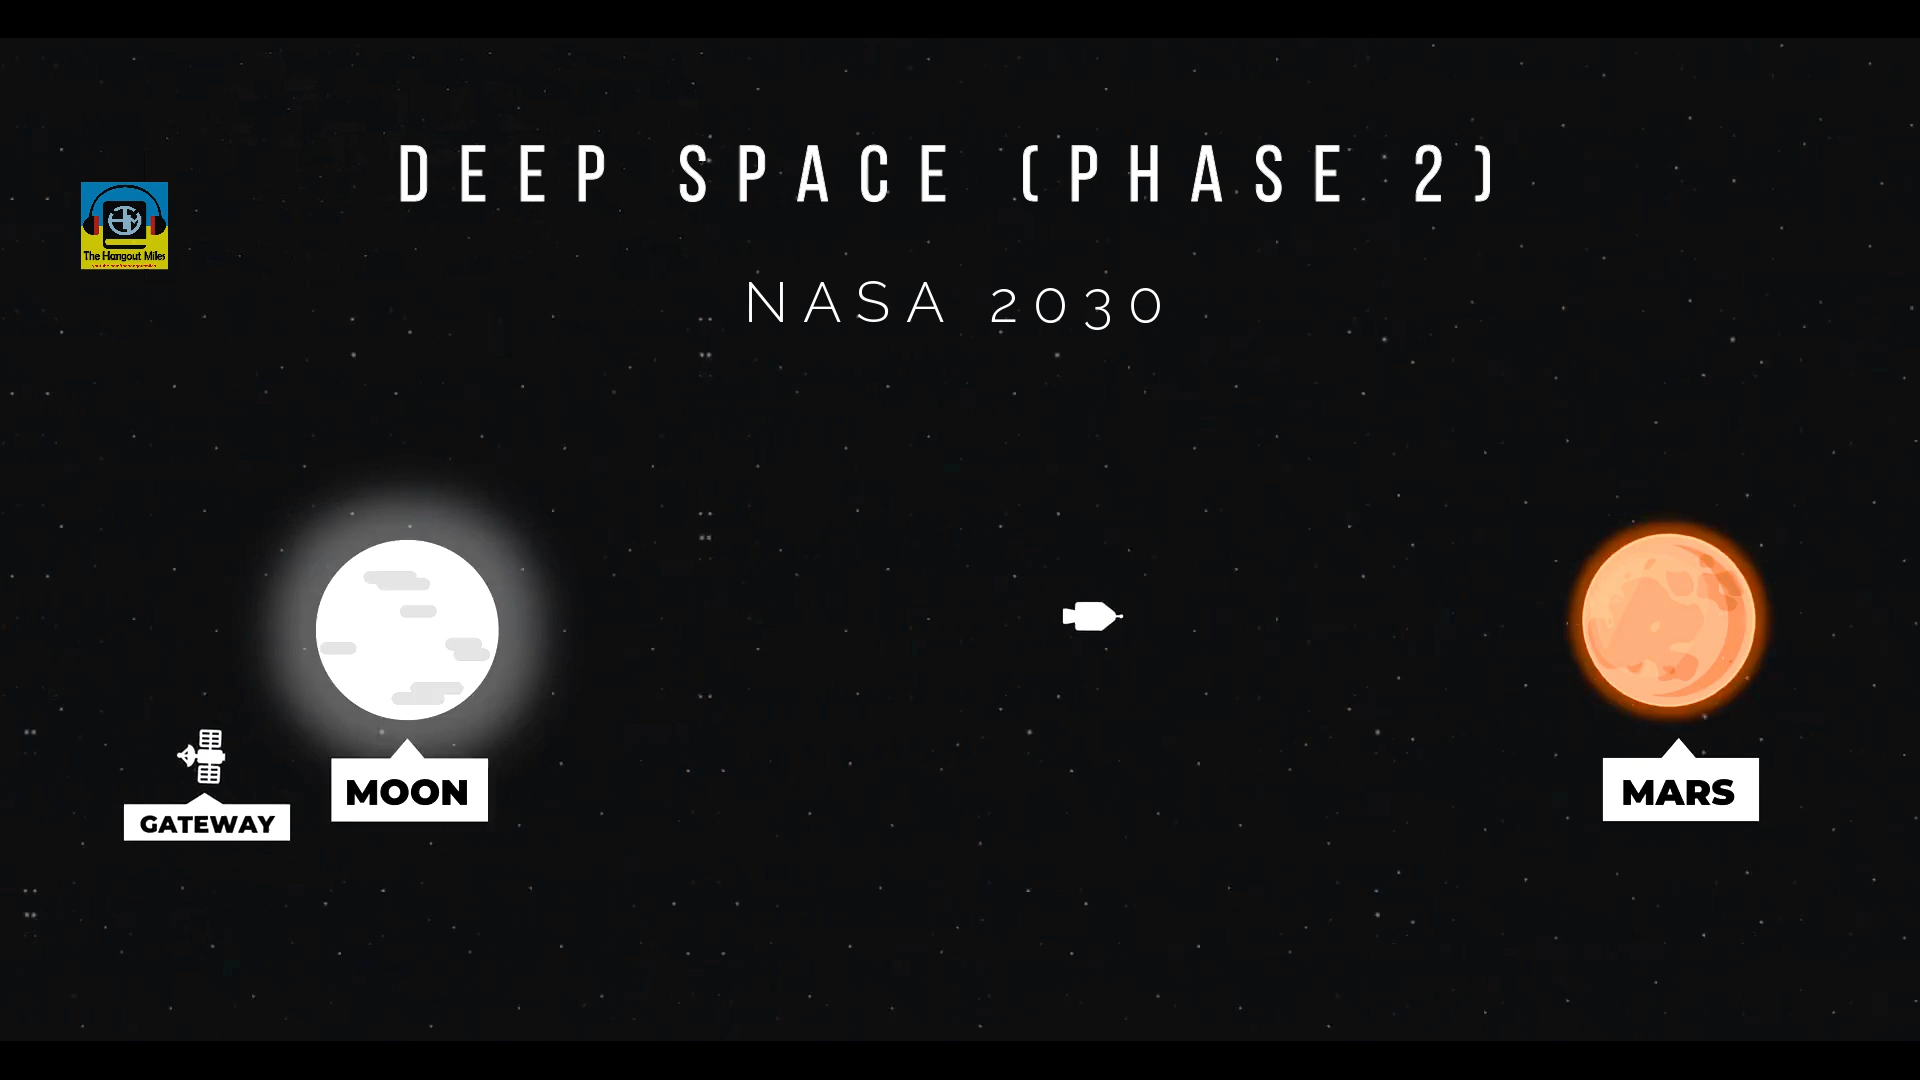 DEEP SPACE (PHASE 2)
The Hangout Miles
NASA 2030
MOON
MARS
GATEWAY